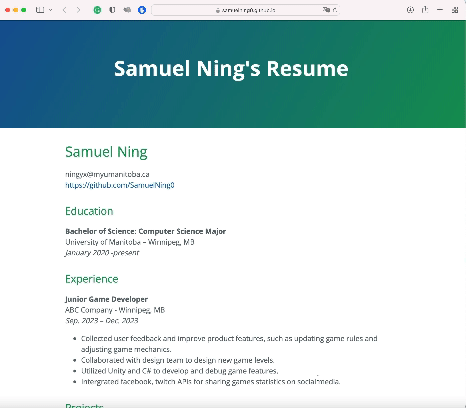 samuelning0.github.io
Samuel Ning's Resume
Samuel Ning
ningyx@myumanitoba.ca
https://github.com/SamuelNing0
Education
Bachelor of Science: Computer Science Major
University of Manitoba – Winnipeg, MB
January 2020 -present
Experience
Junior Game Developer
ABC Company - Winnipeg, MB
Sep. 2023 – Dec. 2023
• Collected user feedback and improve product features, such as updating game rules and
adjusting game mechanics.
• Collaborated with design team to design new game levels.
• Utilized Unity and C# to develop and debug game features.
• Intergrated facebook, twitch APIs for sharing games statistics on social media.
Projects